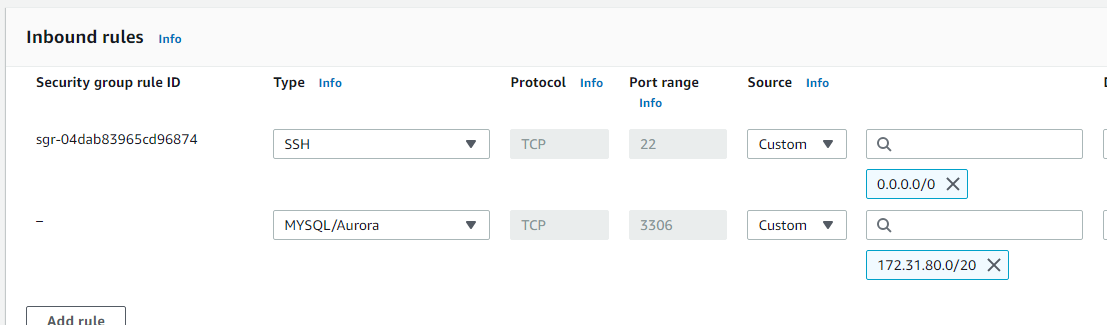 Inbound rules Info
Security group rule ID Type Info Protocol Info Port range Info Source Info
sgr-04dab83965cd96874 SSH TCP 22 Custom
0.0.0.0/0
– MYSQL/Aurora TCP 3306 Custom
172.31.80.0/20
Add rule